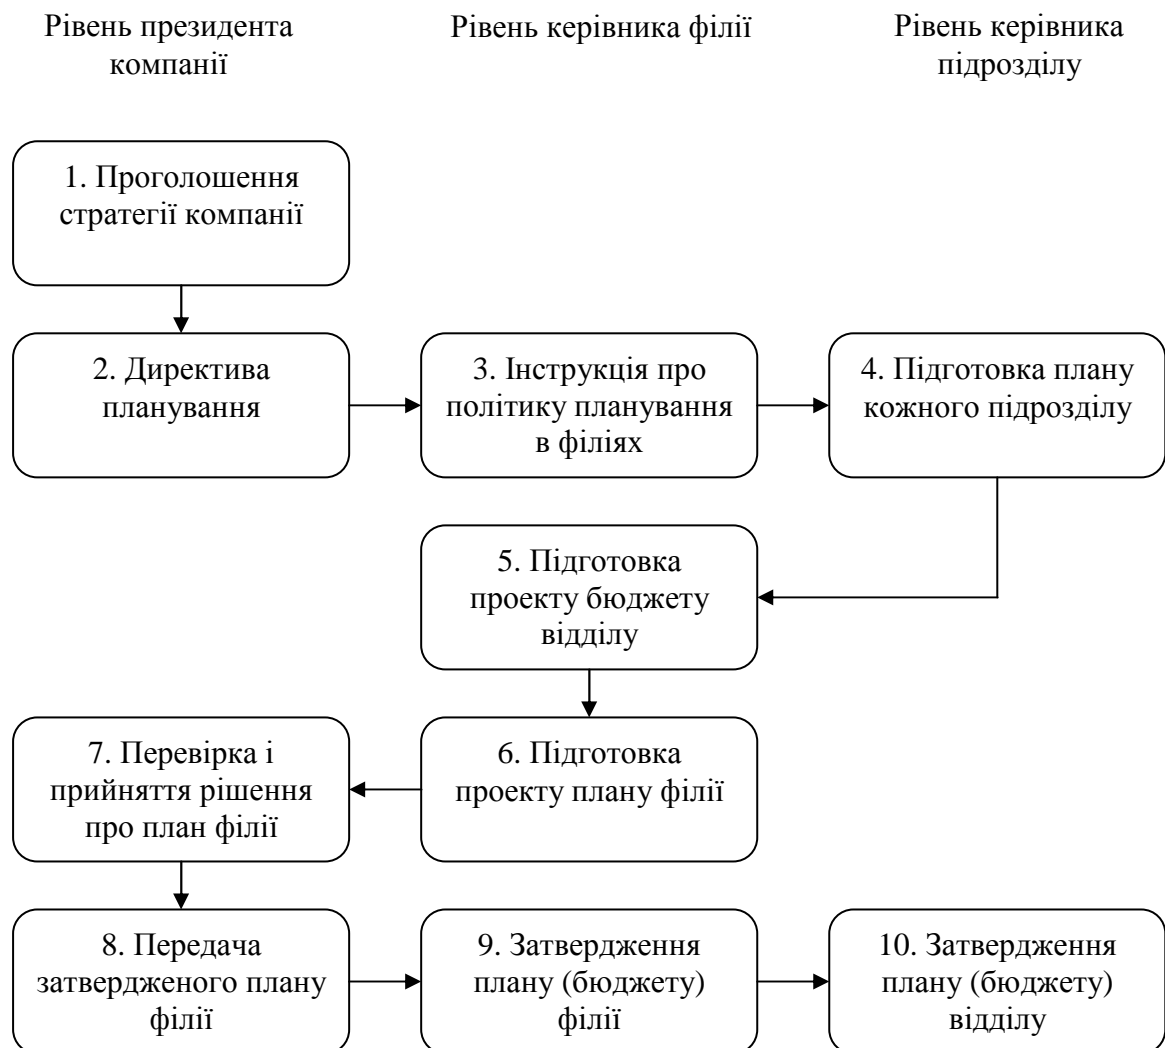 Рівень президента
компанії
Рівень керівника філії
Рівень керівника
підрозділу
1. Проголошення
стратегії компанії
2. Директива
планування
3. Інструкція про
політику планування
в філіях
4. Підготовка плану
кожного підрозділу
5. Підготовка
проекту бюджету
відділу
7. Перевірка і
прийняття рішення
про план філії
6. Підготовка
проекту плану філії
8. Передача
затвердженого плану
філії
9. Затвердження
плану (бюджету)
філії
10. Затвердження
плану (бюджету)
відділу